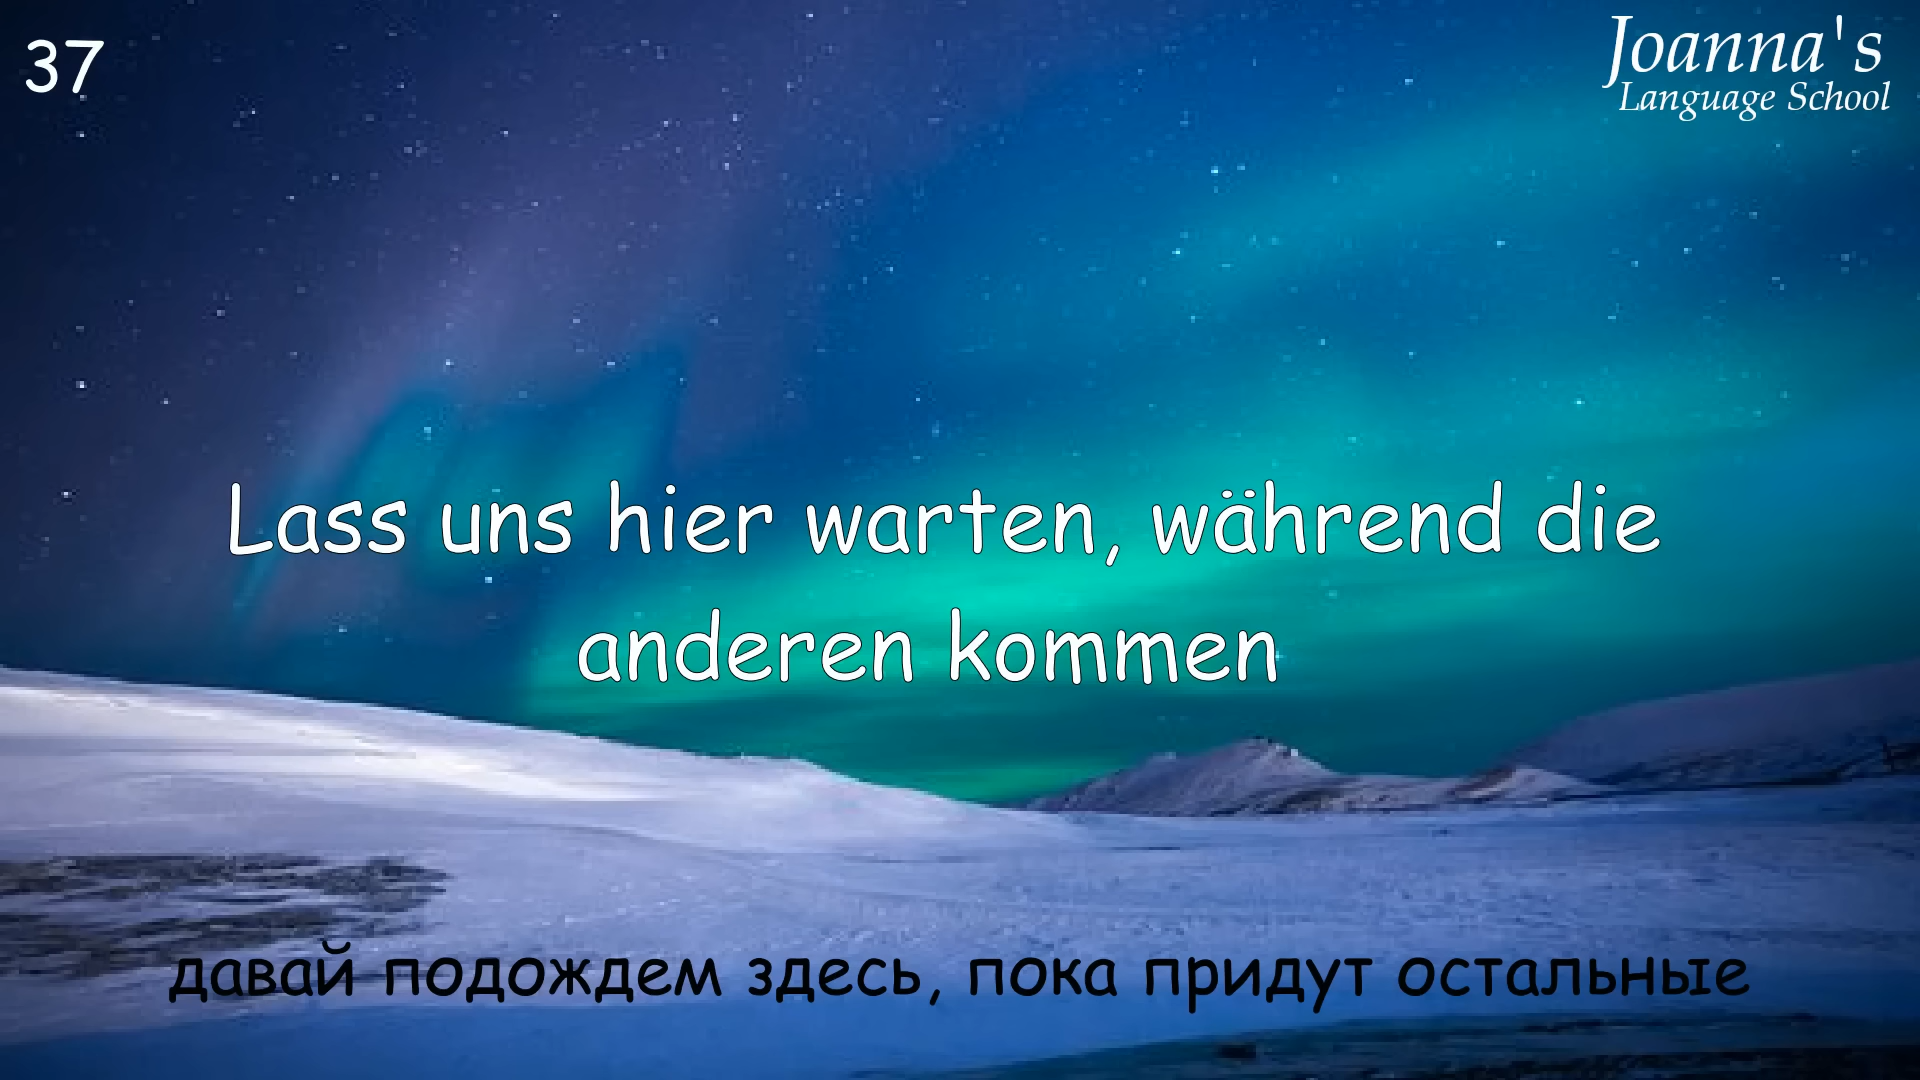 37
Joanna's
Language School
Lass uns hier warten, während die
anderen kommen
давай подождем здесь, пока придут остальные